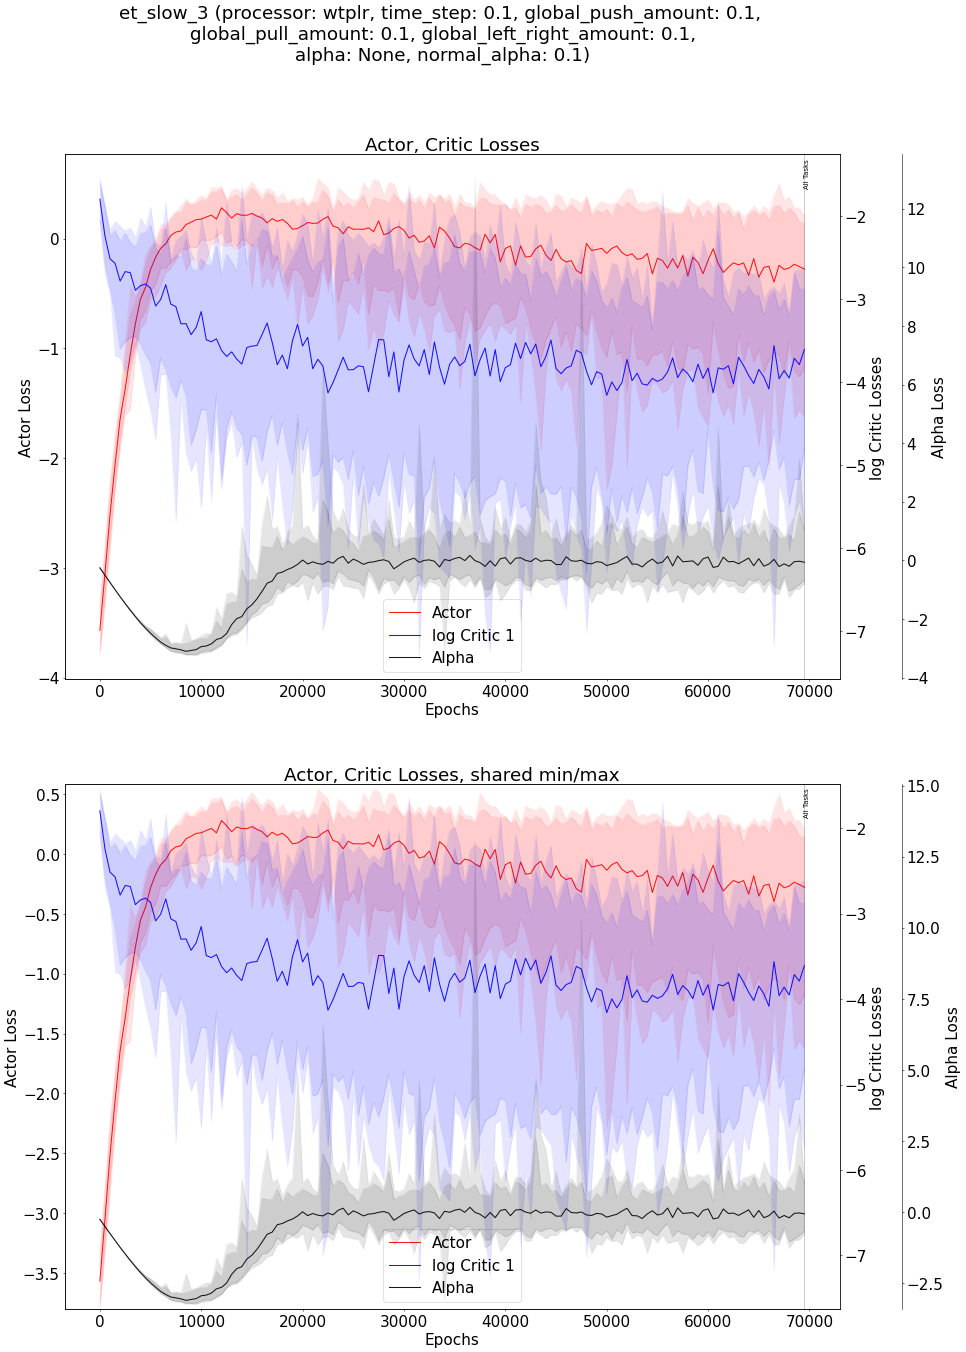 et_slow_3 (processor: wtplr, time_step: 0.1, global_push_amount: 0.1,
global_pull_amount: 0.1, global_left_right_amount: 0.1,
alpha: None, normal_alpha: 0.1)
Actor, Critic Losses
All Tasks
0
−1
−2
−3
−4
Actor Loss
−2
−3
−4
−5
−6
−7
log Critic Losses
12
10
8
6
4
2
0
−2
−4
Alpha Loss
Actor
log Critic 1
Alpha
0 10000 20000 30000 40000 50000 60000 70000
Epochs
Actor, Critic Losses, shared min/max
All Tasks
0.5
0.0
−0.5
−1.0
−1.5
−2.0
−2.5
−3.0
−3.5
Actor Loss
−2
−3
−4
−5
−6
−7
log Critic Losses
15.0
12.5
10.0
7.5
5.0
2.5
0.0
−2.5
Alpha Loss
Actor
log Critic 1
Alpha
0 10000 20000 30000 40000 50000 60000 70000
Epochs